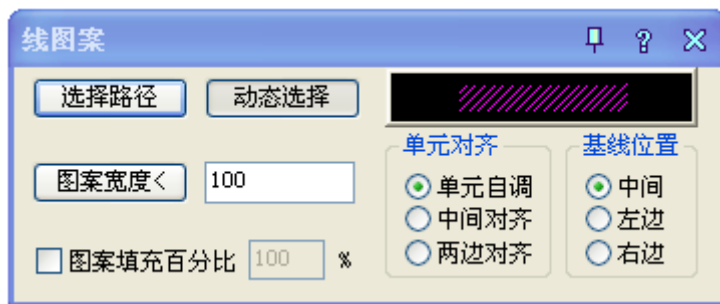 线图案
选择路径 动态选择
单元对齐 基线位置
图案宽度< 100
单元自调 中间
中间对齐 左边
两边对齐 右边
图案填充百分比 100 %